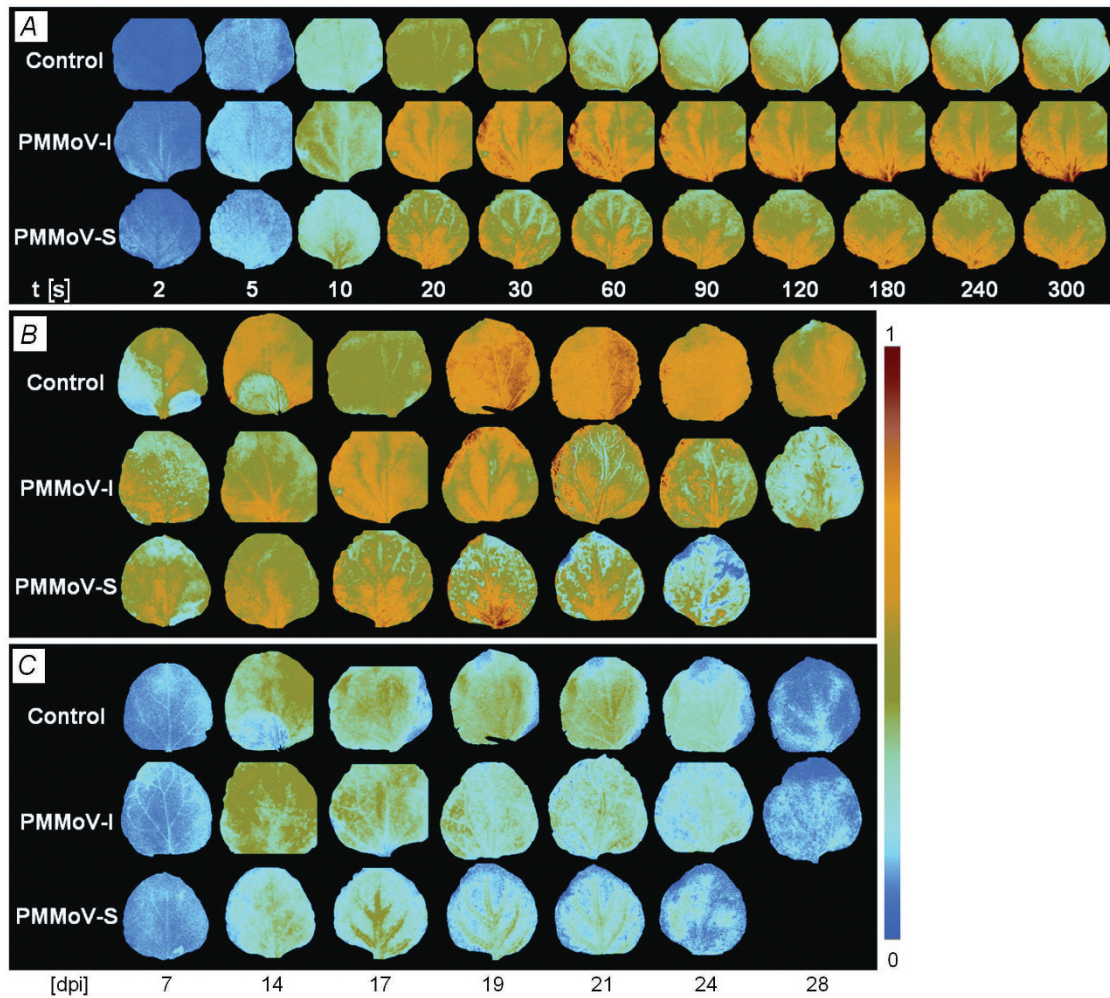 A
Control
PMMoV-I
PMMoV-S
t [s] 2 5 10 20 30 60 90 120 180 240 300
B
1
Control
PMMoV-I
PMMoV-S
C
Control
PMMoV-I
PMMoV-S
0
[dpi] 7 14 17 19 21 24 28